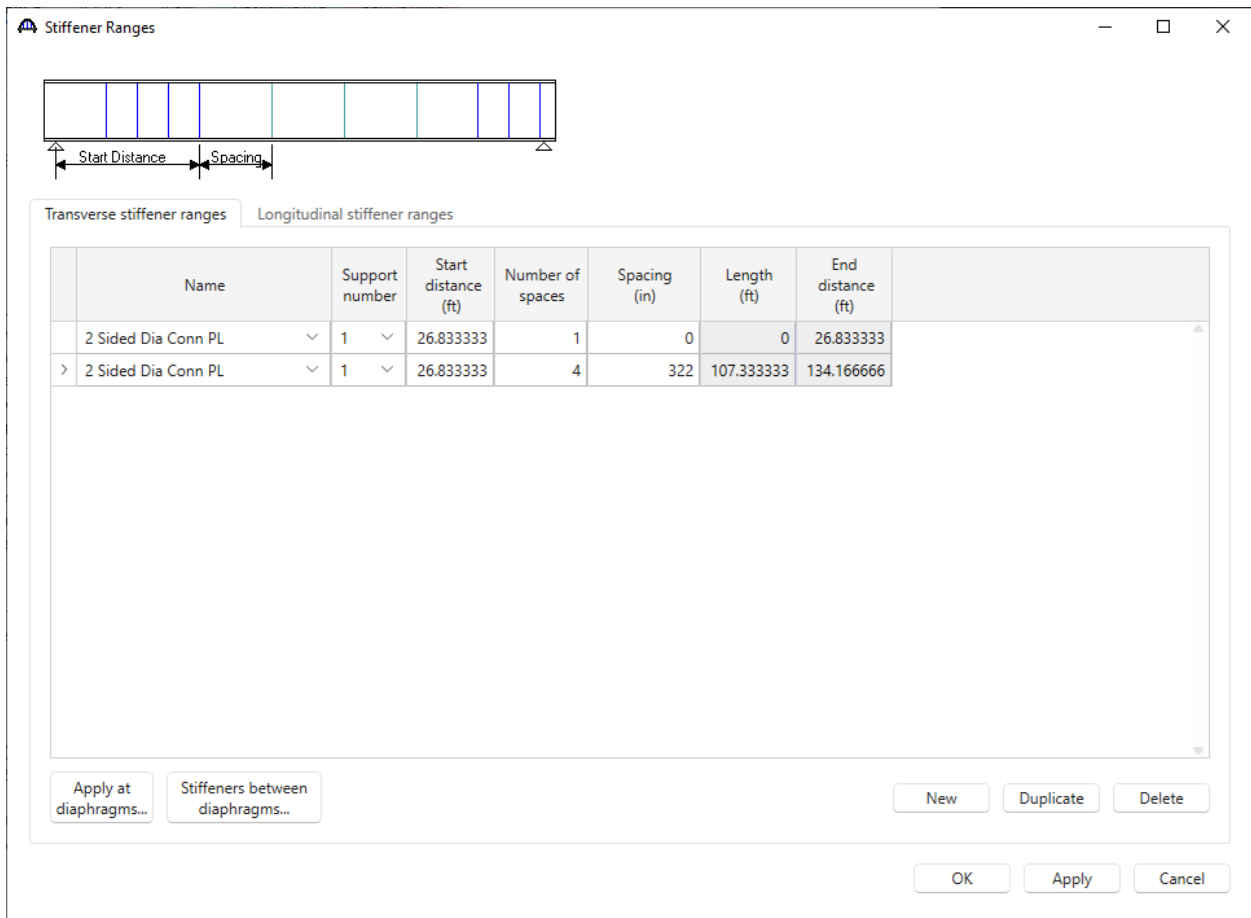 Stiffener Ranges
Start Distance
Spacing
Transverse stiffener ranges Longitudinal stiffener ranges
Name Support number Start distance (ft) Number of spaces Spacing (in) Length (ft) End distance (ft)
2 Sided Dia Conn PL 1 26.833333 1 0 0 26.833333
2 Sided Dia Conn PL 1 26.833333 4 322 107.333333 134.166666
Apply at diaphragms... Stiffeners between diaphragms... New Duplicate Delete
OK Apply Cancel